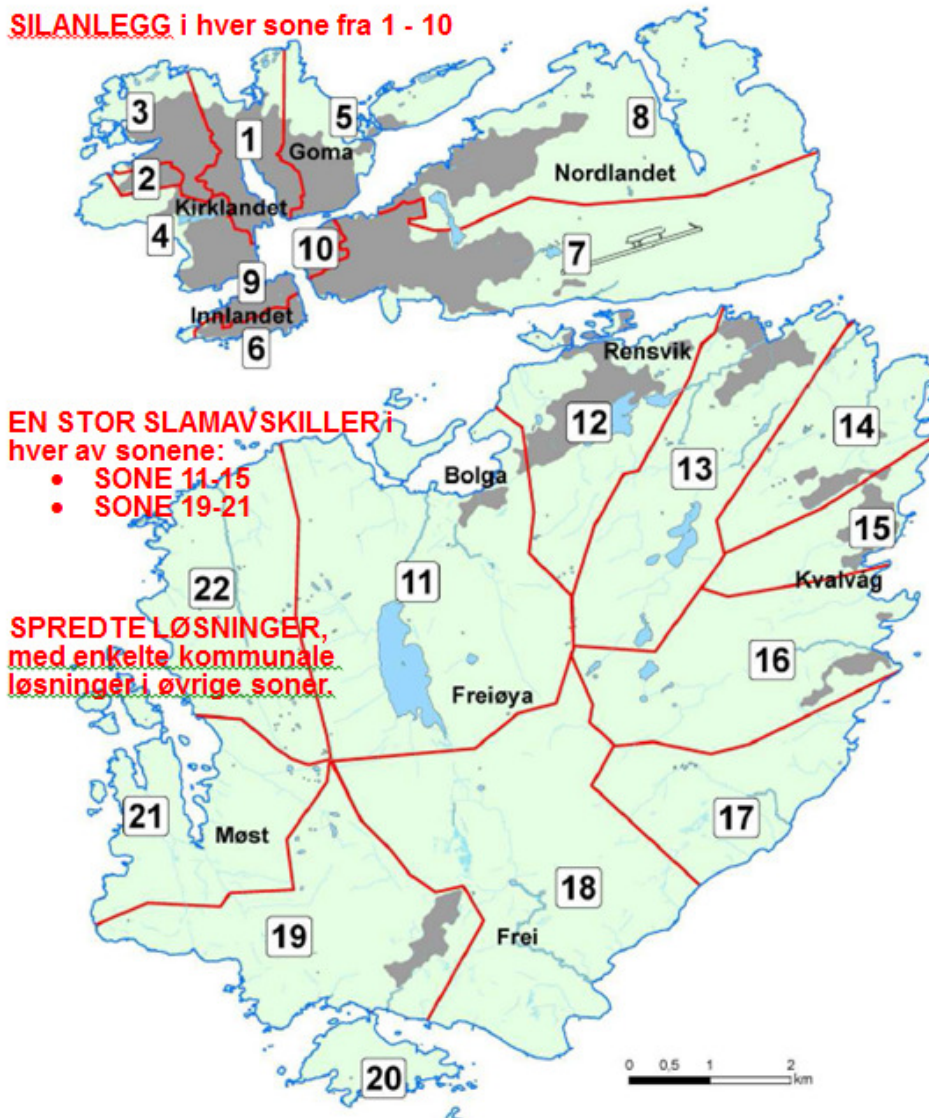 SILANLEGG i hver sone fra 1 - 10
3
1
5
8
Goma
2
Nordlandet
Kirklandet
4
10
7
9
Innlandet
6
Rensvik
EN STOR SLAMAVSKILLER i
hver av sonene:
• SONE 11-15
• SONE 19-21
12
14
13
Bolga
15
22
11
Kvalvåg
SPREDTE LØSNINGER,
med enkelte kommunale
løsninger i øvrige soner.
16
Freiøya
21
17
Møst
18
19
Frei
20
0 0,5 1 2
km